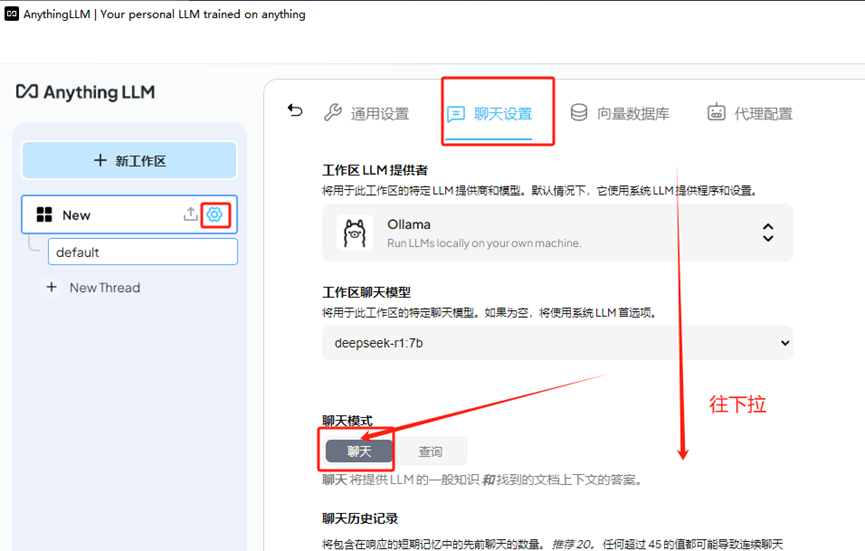 AnythingLLM | Your personal LLM trained on anything
Anything LLM
通用设置
聊天设置
向量数据库
代理配置
+ 新工作区
New
default
+ New Thread
工作区 LLM 提供者
将用于此工作区的特定 LLM 提供商和模型。默认情况下，它使用系统 LLM 提供程序和设置。
Ollama
Run LLMs locally on your own machine.
工作区聊天模型
将用于此工作区的特定聊天模型。如果为空，将使用系统 LLM 首选项。
deepseek-r1:7b
往下拉
聊天模式
聊天
查询
聊天 将提供 LLM 的一般知识 和 找到的文档上下文的答案。
聊天历史记录
将包含在响应的短期记忆中的先前聊天的数量。 推荐 20。 任何超过 45 的值都可能导致连续聊天